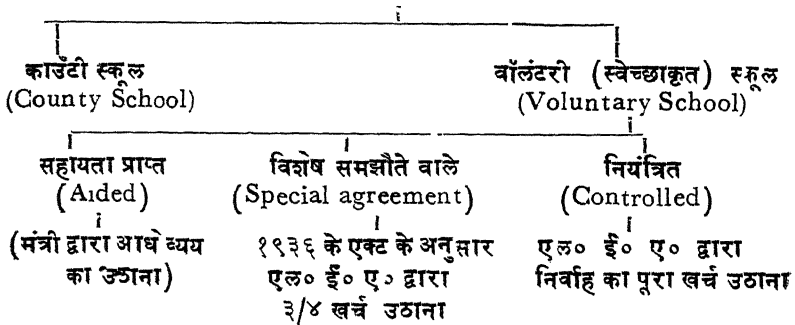 काउंटी स्कूल
(County School)
वॉलंटरी (स्वेच्छाकृत) स्कूल
(Voluntary School)
सहायता प्राप्त
(Aided)
(मंत्री द्वारा आधे व्यय
का उठाना)
विशेष समझौते वाले
(Special agreement)
१९३६ के एक्ट के अनुसार
एल० ई० ए० द्वारा
३/४ खर्च उठाना
नियंत्रित
(Controlled)
एल० ई० ए० द्वारा
निर्वाह का पूरा खर्च उठाना